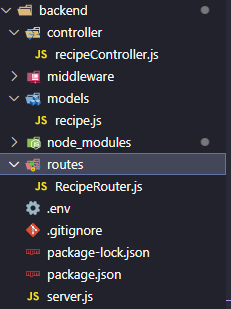 backend
controller
JS recipeController.js
middleware
models
JS recipe.js
node_modules
routes
JS RecipeRouter.js
.env
.gitignore
package-lock.json
package.json
JS server.js